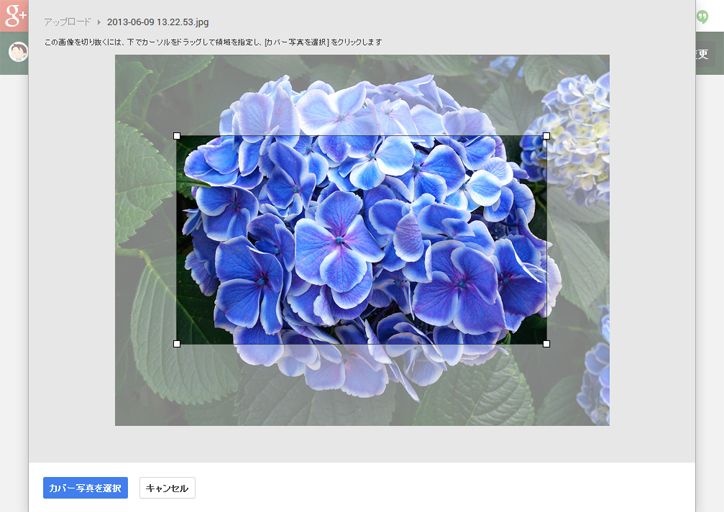 g+
アップロード ▸ 2013-06-09 13.22.53.jpg
この画像を切り抜くには、下でカーソルをドラッグして領域を指定し、[カバー写真を選択] をクリックします
更
カバー写真を選択 キャンセル